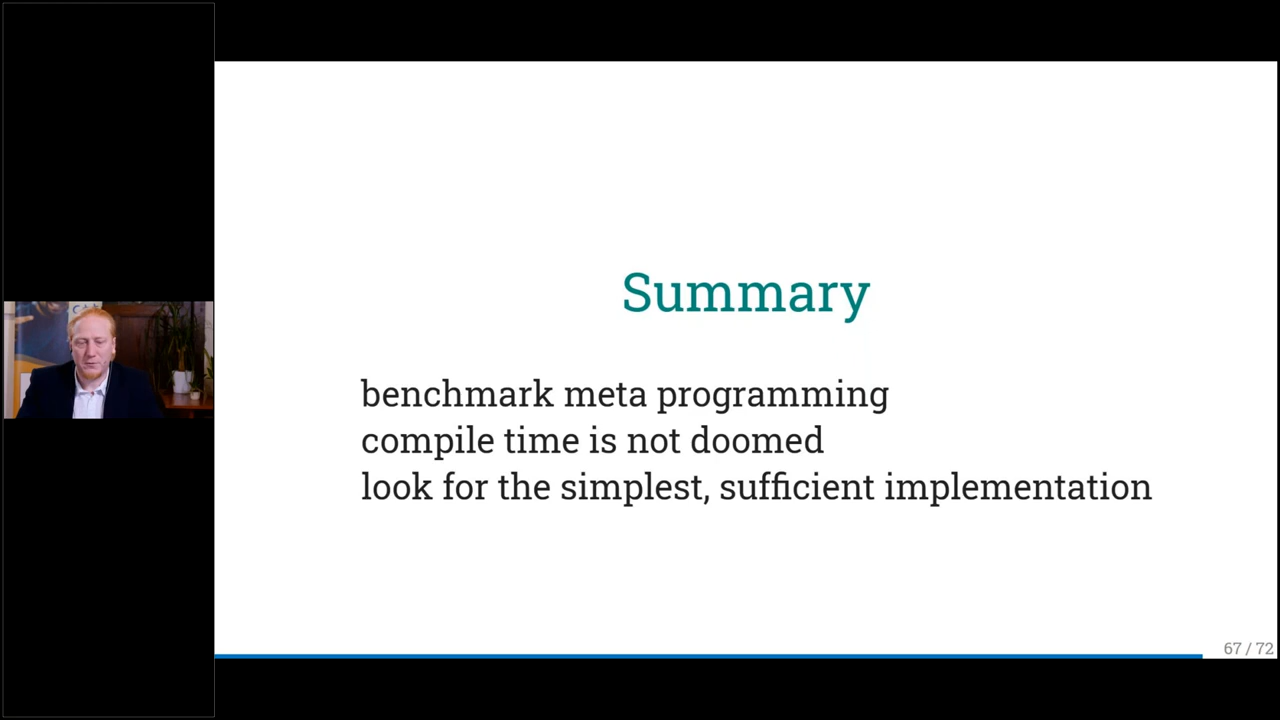 Summary
benchmark meta programming
compile time is not doomed
look for the simplest, sufficient implementation
67 / 72